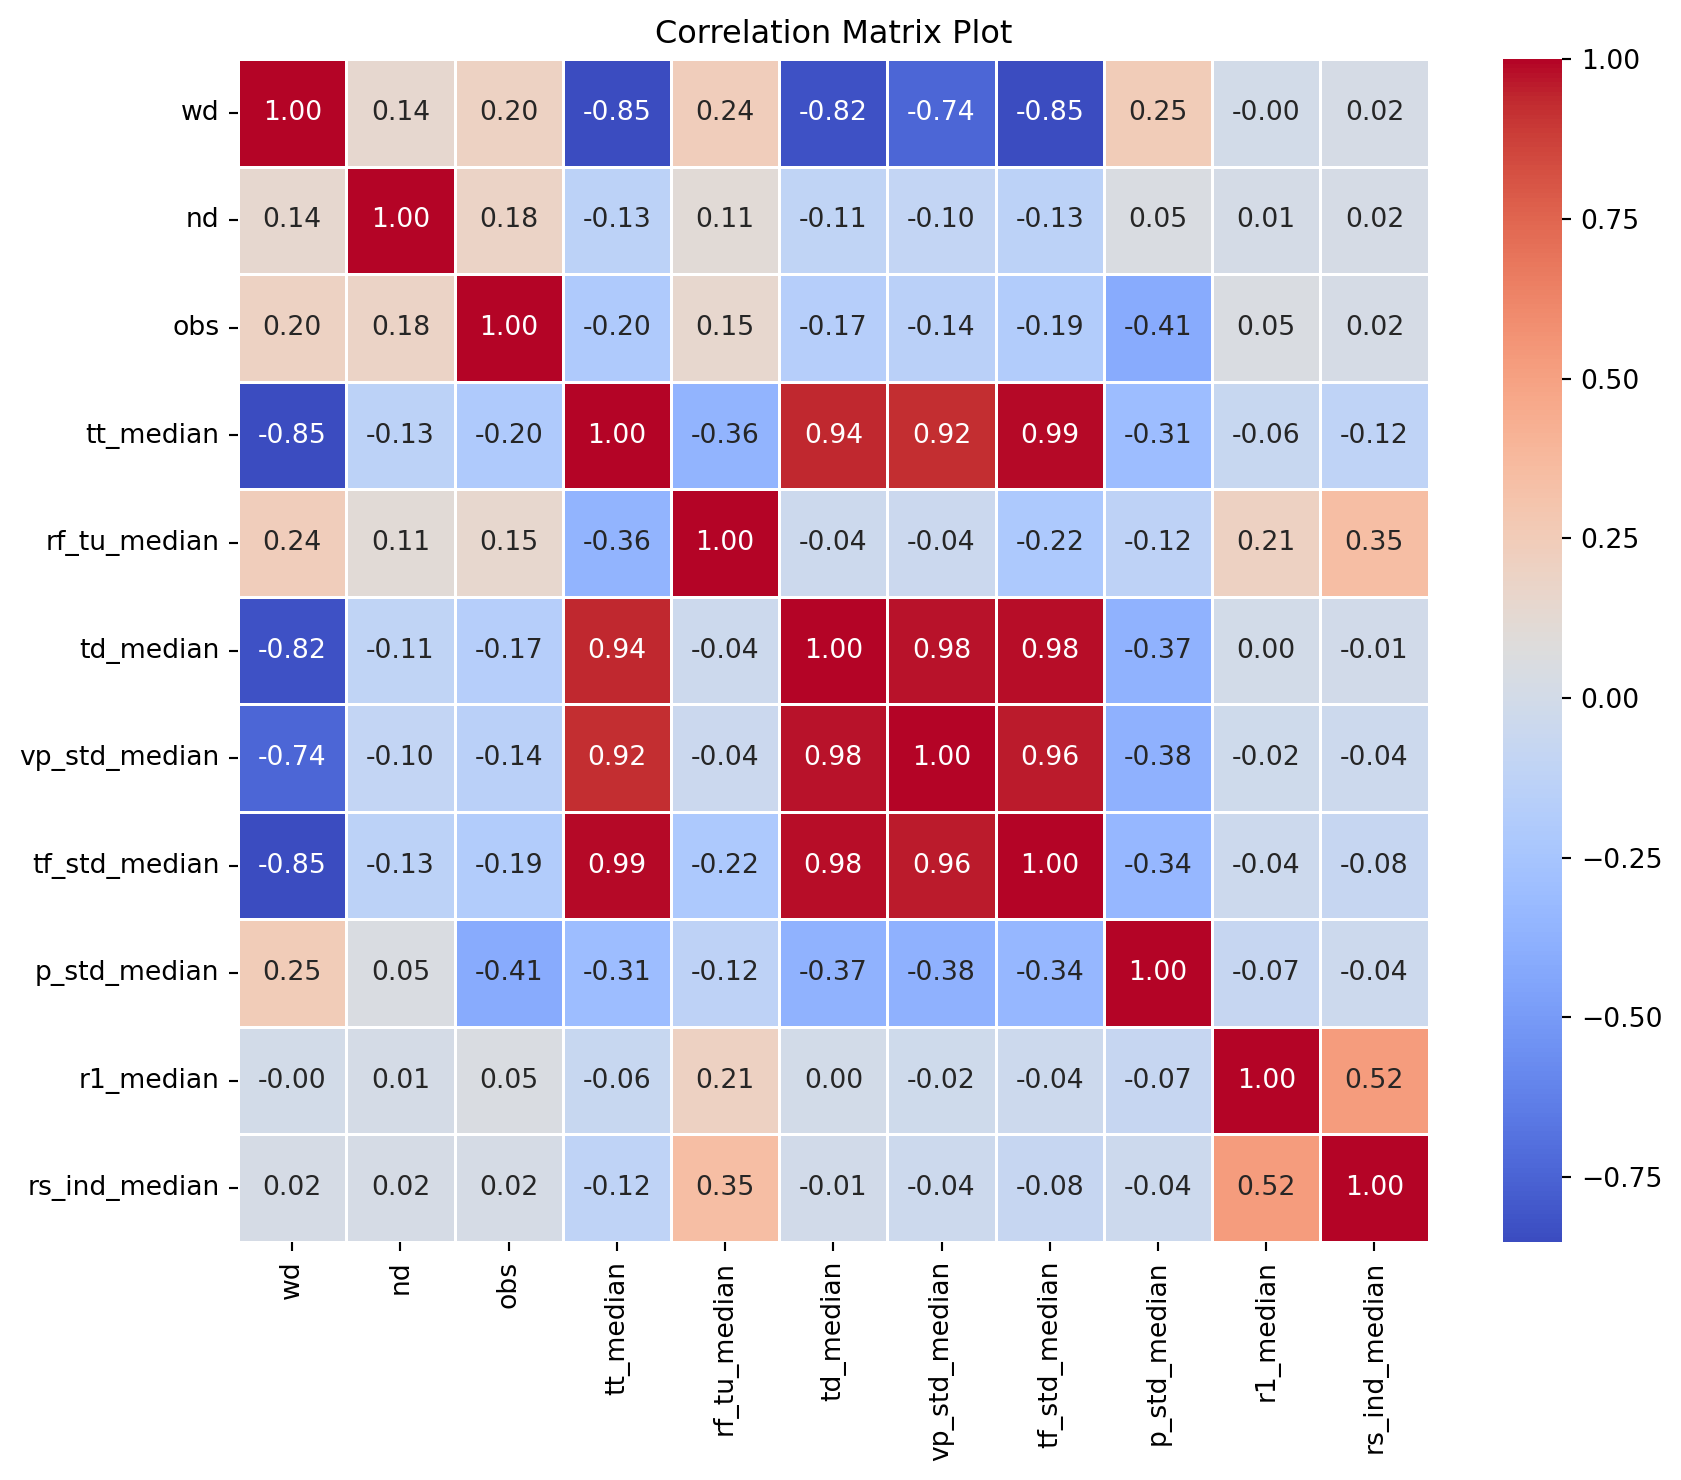 Correlation Matrix Plot
wd 1.00 0.14 0.20 -0.85 0.24 -0.82 -0.74 -0.85 0.25 -0.00 0.02
nd 0.14 1.00 0.18 -0.13 0.11 -0.11 -0.10 -0.13 0.05 0.01 0.02
obs 0.20 0.18 1.00 -0.20 0.15 -0.17 -0.14 -0.19 -0.41 0.05 0.02
tt_median -0.85 -0.13 -0.20 1.00 -0.36 0.94 0.92 0.99 -0.31 -0.06 -0.12
rf_tu_median 0.24 0.11 0.15 -0.36 1.00 -0.04 -0.04 -0.22 -0.12 0.21 0.35
td_median -0.82 -0.11 -0.17 0.94 -0.04 1.00 0.98 0.98 -0.37 0.00 -0.01
vp_std_median -0.74 -0.10 -0.14 0.92 -0.04 0.98 1.00 0.96 -0.38 -0.02 -0.04
tf_std_median -0.85 -0.13 -0.19 0.99 -0.22 0.98 0.96 1.00 -0.34 -0.04 -0.08
p_std_median 0.25 0.05 -0.41 -0.31 -0.12 -0.37 -0.38 -0.34 1.00 -0.07 -0.04
r1_median -0.00 0.01 0.05 -0.06 0.21 0.00 -0.02 -0.04 -0.07 1.00 0.52
rs_ind_median 0.02 0.02 0.02 -0.12 0.35 -0.01 -0.04 -0.08 -0.04 0.52 1.00
wd nd obs tt_median rf_tu_median td_median vp_std_median tf_std_median p_std_median r1_median rs_ind_median
1.00
0.75
0.50
0.25
0.00
−0.25
−0.50
−0.75